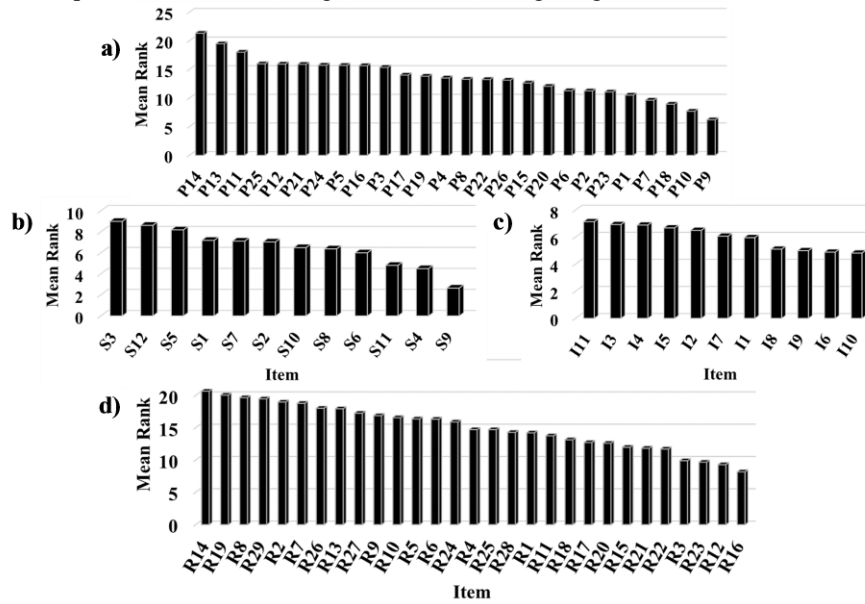 a)
Mean Rank
25
20
15
10
5
0
P14 P13 P11 P25 P12 P21 P24 P5 P16 P3 P17 P19 P4 P8 P22 P26 P15 P20 P6 P2 P23 P1 P7 P18 P10 P9
b)
Mean Rank
10
8
6
4
2
0
S3 S12 S5 S1 S7 S2 S10 S8 S6 S11 S4 S9
Item
c)
Mean Rank
8
6
4
2
0
I11 I3 I4 I5 I2 I7 I1 I8 I9 I6 I10
Item
d)
Mean Rank
20
15
10
5
0
R14 R19 R8 R29 R2 R7 R26 R13 R27 R9 R10 R5 R6 R24 R4 R25 R28 R1 R11 R18 R17 R20 R15 R21 R22 R3 R23 R12 R16
Item